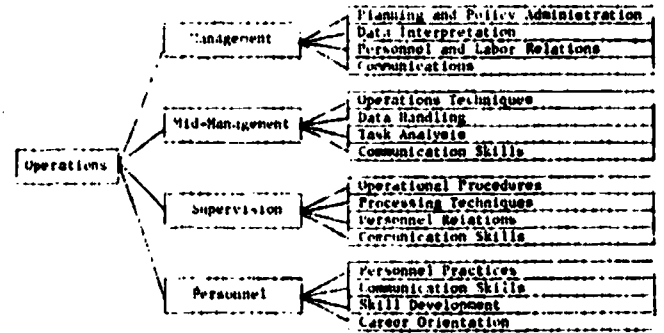 Planning and Policy Administration
Management
Data Interpretation
Personnel and Labor Relations
Communications
Operations Techniques
Mid-Management
Data Handling
Task Analysis
Communication Skills
Operations
Operational Procedures
Supervision
Processing Techniques
Personnel Relations
Communication Skills
Personnel Practices
Personnel
Communication Skills
Skill Development
Career Orientation